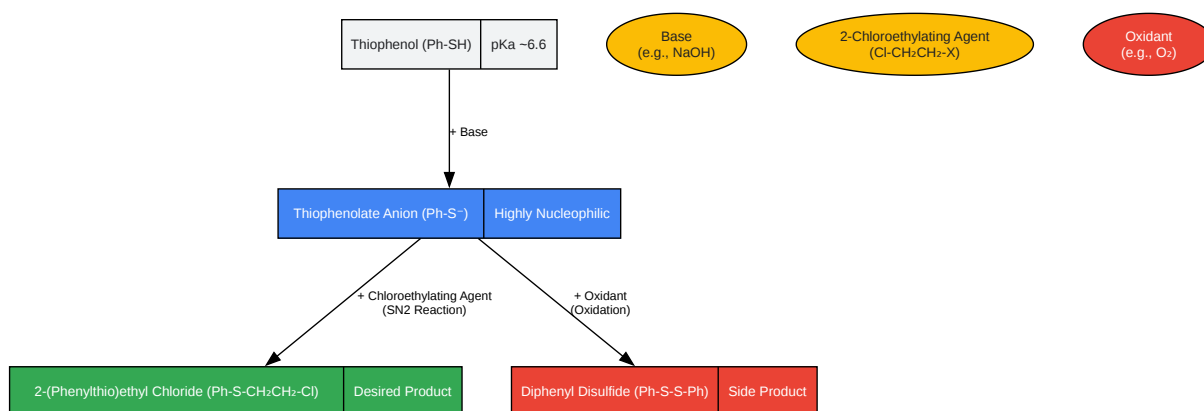 Thiophenol (Ph-SH) pKa ~6.6
Base
(e.g., NaOH)
2-Chloroethylating Agent
(Cl-CH₂CH₂-X)
Oxidant
(e.g., O₂)
+ Base
Thiophenolate Anion (Ph-S⁻) Highly Nucleophilic
+ Chloroethylating Agent
(SN2 Reaction)
+ Oxidant
(Oxidation)
2-(Phenylthio)ethyl Chloride (Ph-S-CH₂CH₂-Cl) Desired Product
Diphenyl Disulfide (Ph-S-S-Ph) Side Product